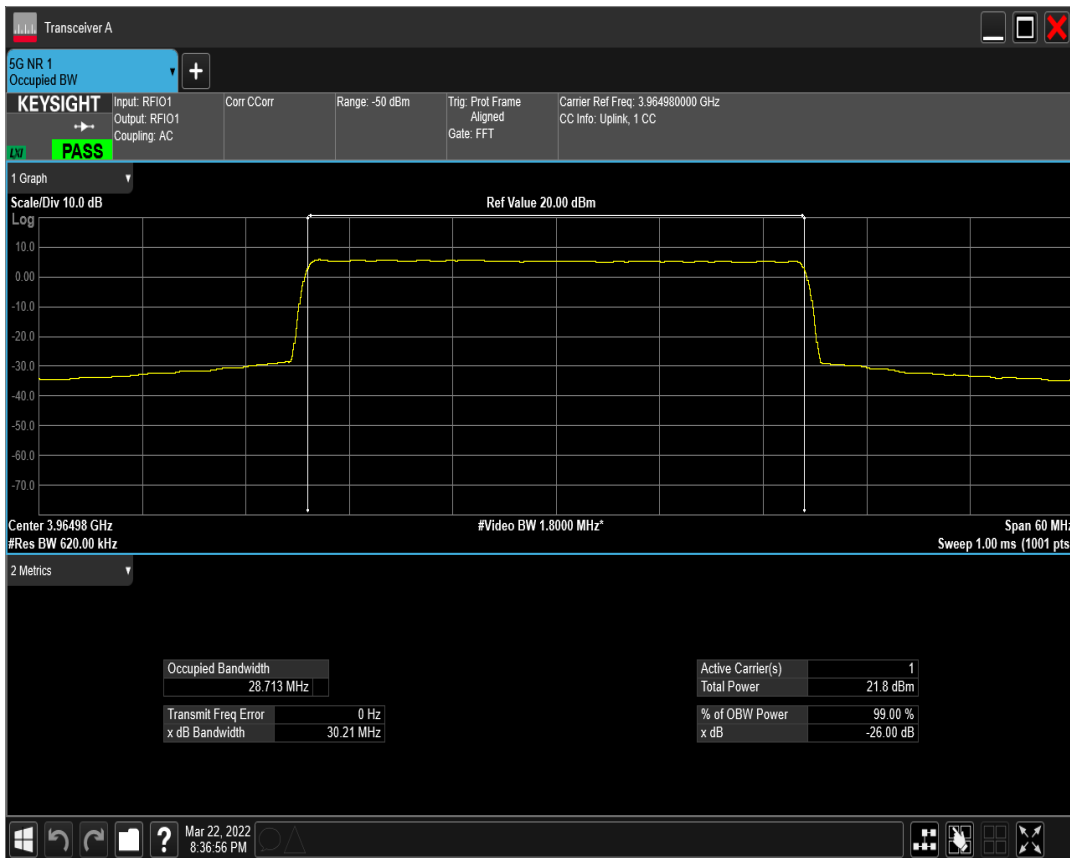 Transceiver A
5G NR 1
Occupied BW
KEYSIGHT
LXI
PASS
Input: RFIO1
Output: RFIO1
Coupling: AC
Corr CCorr
Range: -50 dBm
Trig: Prot Frame
Aligned
Gate: FFT
Carrier Ref Freq: 3.964980000 GHz
CC Info: Uplink, 1 CC
1 Graph
Scale/Div 10.0 dB
Ref Value 20.00 dBm
Log
10.0
0.00
-10.0
-20.0
-30.0
-40.0
-50.0
-60.0
-70.0
Center 3.96498 GHz
#Video BW 1.8000 MHz*
Span 60 MHz
#Res BW 620.00 kHz
Sweep 1.00 ms (1001 pts
2 Metrics
Occupied Bandwidth
28.713 MHz
Transmit Freq Error 0 Hz
x dB Bandwidth 30.21 MHz
Active Carrier(s) 1
Total Power 21.8 dBm
% of OBW Power 99.00 %
x dB -26.00 dB
?
Mar 22, 2022
8:36:56 PM